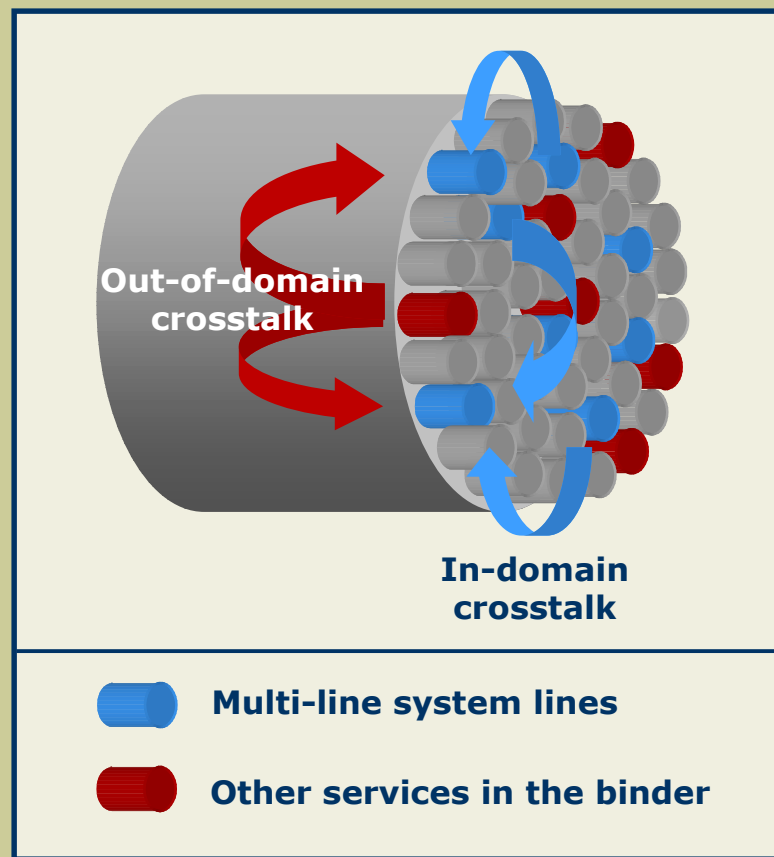 Out-of-domain
crosstalk
In-domain
crosstalk
Multi-line system lines
Other services in the binder